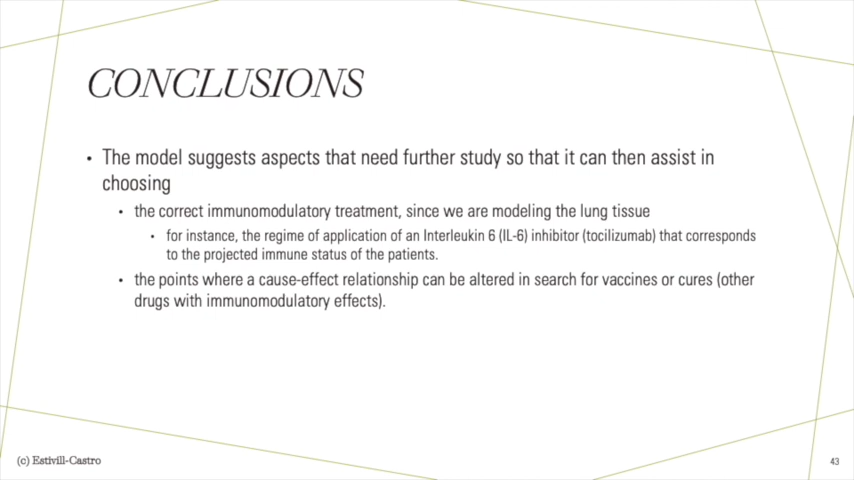 CONCLUSIONS
• The model suggests aspects that need further study so that it can then assist in
choosing
• the correct immunomodulatory treatment, since we are modeling the lung tissue
• for instance, the regime of application of an Interleukin 6 (IL-6) inhibitor (tocilizumab) that corresponds
to the projected immune status of the patients.
• the points where a cause-effect relationship can be altered in search for vaccines or cures (other
drugs with immunomodulatory effects).
(c) Estivill-Castro
43